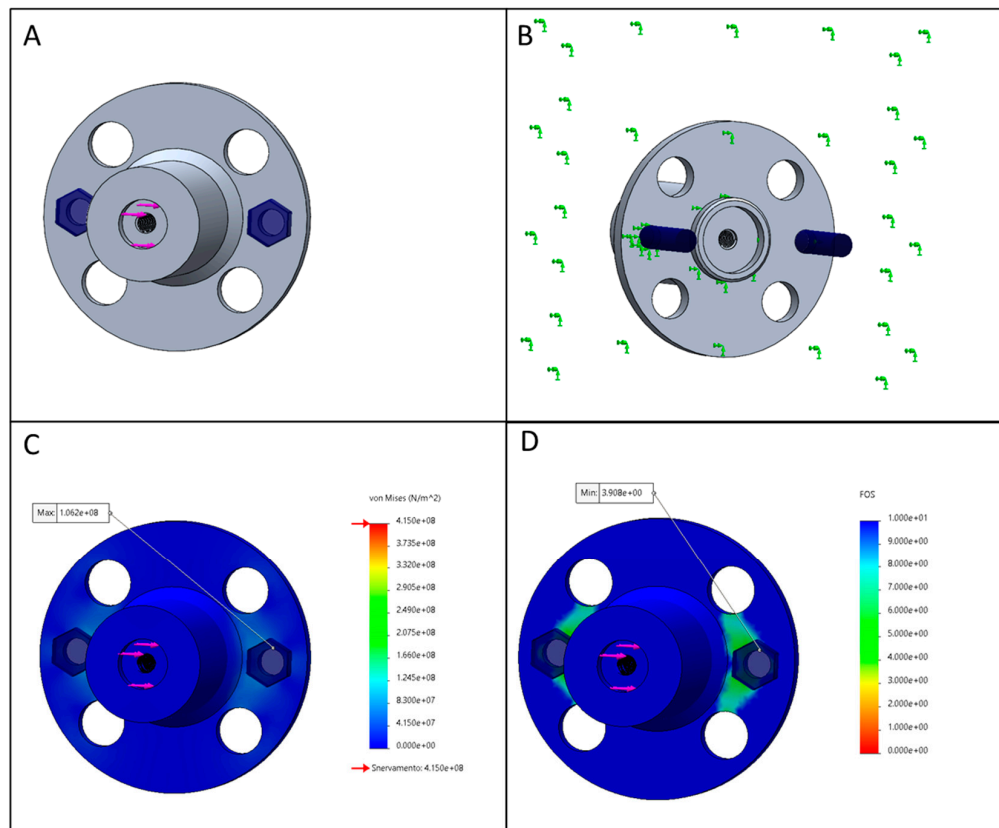 A
B
C
Max: 1.062e+08
von Mises (N/m^2)
4.150e+08
3.735e+08
3.320e+08
2.905e+08
2.490e+08
2.075e+08
1.660e+08
1.245e+08
8.300e+07
4.150e+07
0.000e+00
Snervamento: 4.150e+08
D
Min: 3.908e+00
FOS
1.000e+01
9.000e+00
8.000e+00
7.000e+00
6.000e+00
5.000e+00
4.000e+00
3.000e+00
2.000e+00
1.000e+00
0.000e+00